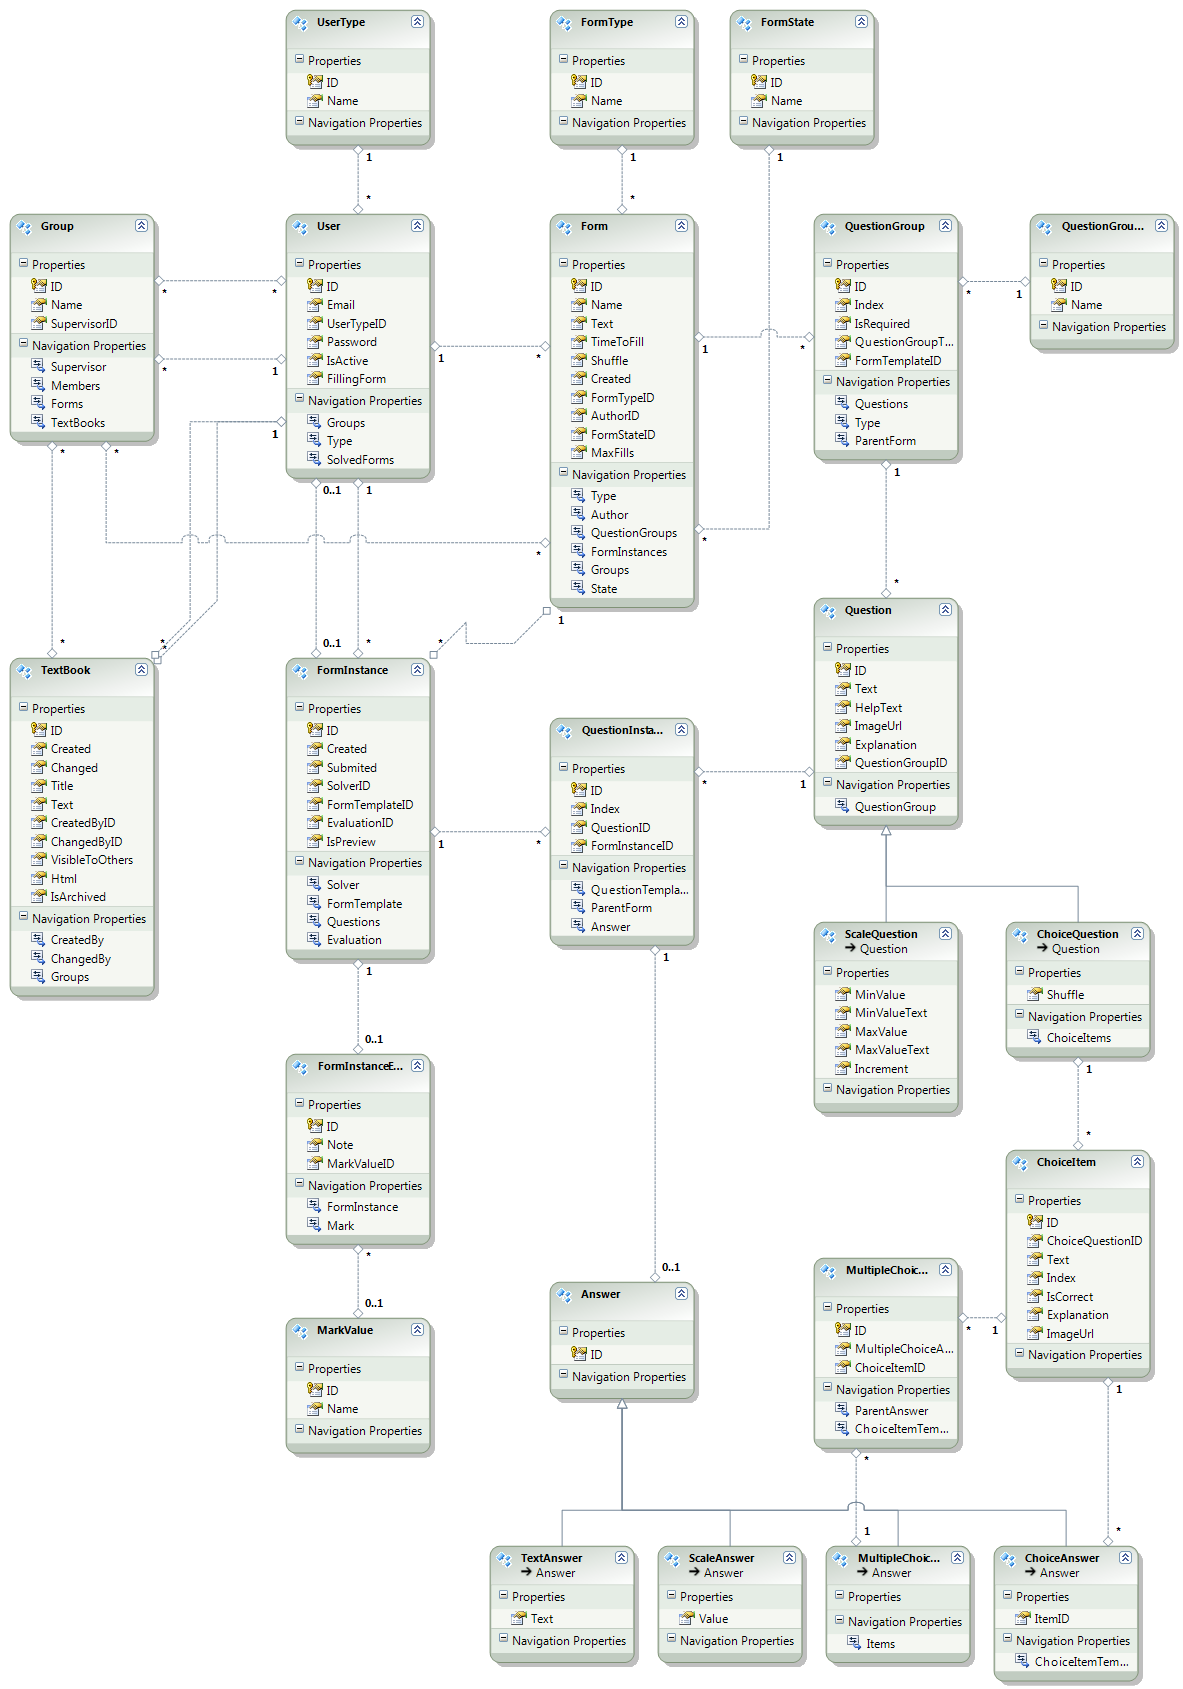 UserType
Properties
ID
Name
Navigation Properties
1
*
FormType
Properties
ID
Name
Navigation Properties
1
*
FormState
Properties
ID
Name
Navigation Properties
1
*
Group
Properties
ID
Name
SupervisorID
Navigation Properties
Supervisor
Members
Forms
TextBooks
*
*
*
1
*
*
User
Properties
ID
Email
UserTypeID
Password
IsActive
FillingForm
Navigation Properties
Groups
Type
SolvedForms
1
*
1
0..1
1
Form
Properties
ID
Name
Text
TimeToFill
Shuffle
Created
FormTypeID
AuthorID
FormStateID
MaxFills
Navigation Properties
Type
Author
QuestionGroups
FormInstances
Groups
State
1
*
*
1
QuestionGroup
Properties
ID
Index
IsRequired
QuestionGroupT...
FormTemplateID
Navigation Properties
Questions
Type
ParentForm
*
1
1
*
QuestionGrou...
Properties
ID
Name
Navigation Properties
*
*
*
TextBook
Properties
ID
Created
Changed
Title
Text
CreatedByID
ChangedByID
VisibleToOthers
Html
IsArchived
Navigation Properties
CreatedBy
ChangedBy
Groups
0..1
*
*
FormInstance
Properties
ID
Created
Submited
SolverID
FormTemplateID
EvaluationID
IsPreview
Navigation Properties
Solver
FormTemplate
Questions
Evaluation
1
*
1
0..1
QuestionInsta...
Properties
ID
Index
QuestionID
FormInstanceID
Navigation Properties
QuestionTempla...
ParentForm
Answer
*
1
1
0..1
Question
Properties
ID
Text
HelpText
ImageUrl
Explanation
QuestionGroupID
Navigation Properties
QuestionGroup
ScaleQuestion
Question
Properties
MinValue
MinValueText
MaxValue
MaxValueText
Increment
Navigation Properties
ChoiceQuestion
Question
Properties
Shuffle
Navigation Properties
ChoiceItems
1
*
FormInstanceE...
Properties
ID
Note
MarkValueID
Navigation Properties
FormInstance
Mark
*
0..1
MarkValue
Properties
ID
Name
Navigation Properties
Answer
Properties
ID
Navigation Properties
MultipleChoic...
Properties
ID
MultipleChoiceA...
ChoiceItemID
Navigation Properties
ParentAnswer
ChoiceItemTem...
*
1
*
1
ChoiceItem
Properties
ID
ChoiceQuestionID
Text
Index
IsCorrect
Explanation
ImageUrl
Navigation Properties
1
*
TextAnswer
Answer
Properties
Text
Navigation Properties
ScaleAnswer
Answer
Properties
Value
Navigation Properties
MultipleChoic...
Answer
Properties
Navigation Properties
Items
ChoiceAnswer
Answer
Properties
ItemID
Navigation Properties
ChoiceItemTem...